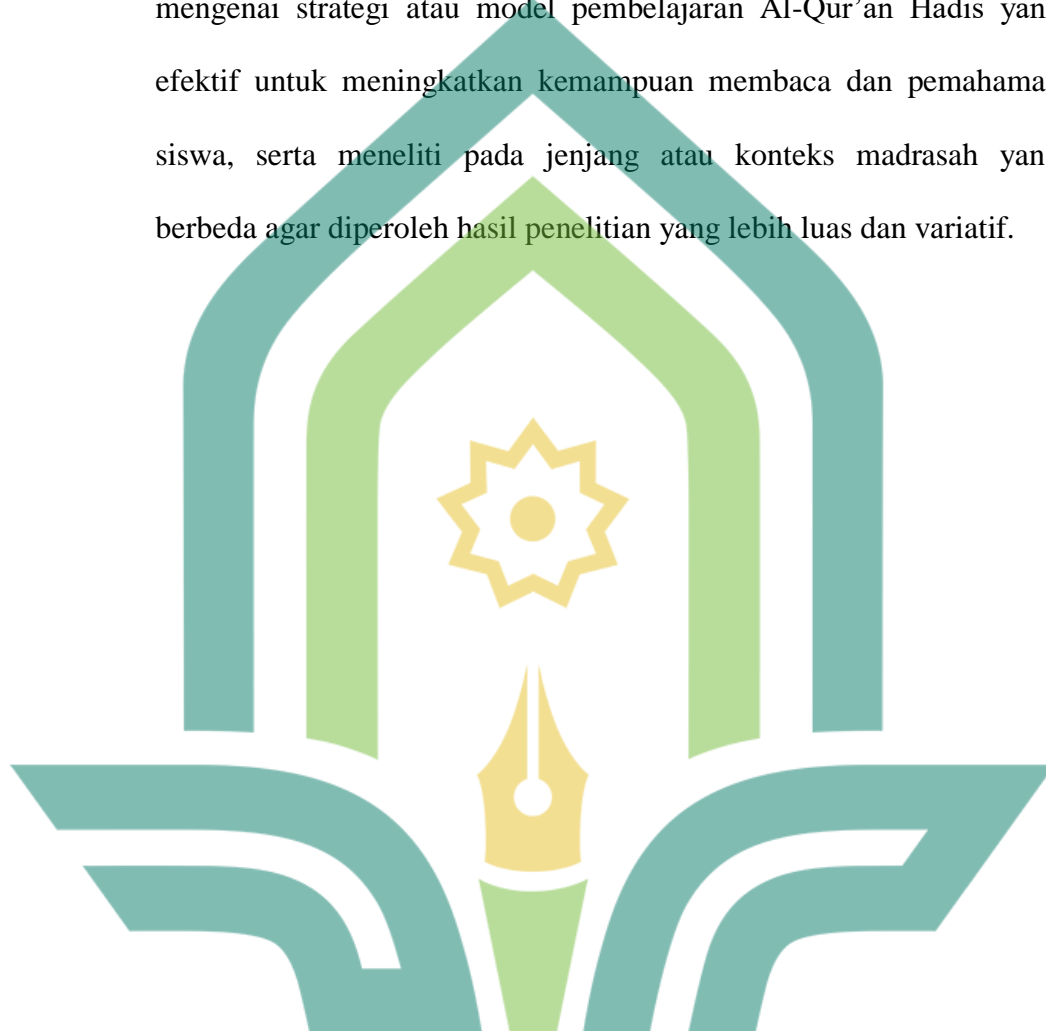 mengenai strategi atau model pembelajaran Al-Qur’an Hadis yan
efektif untuk meningkatkan kemampuan membaca dan pemahama
siswa, serta meneliti pada jenjang atau konteks madrasah yan
berbeda agar diperoleh hasil penelitian yang lebih luas dan variatif.